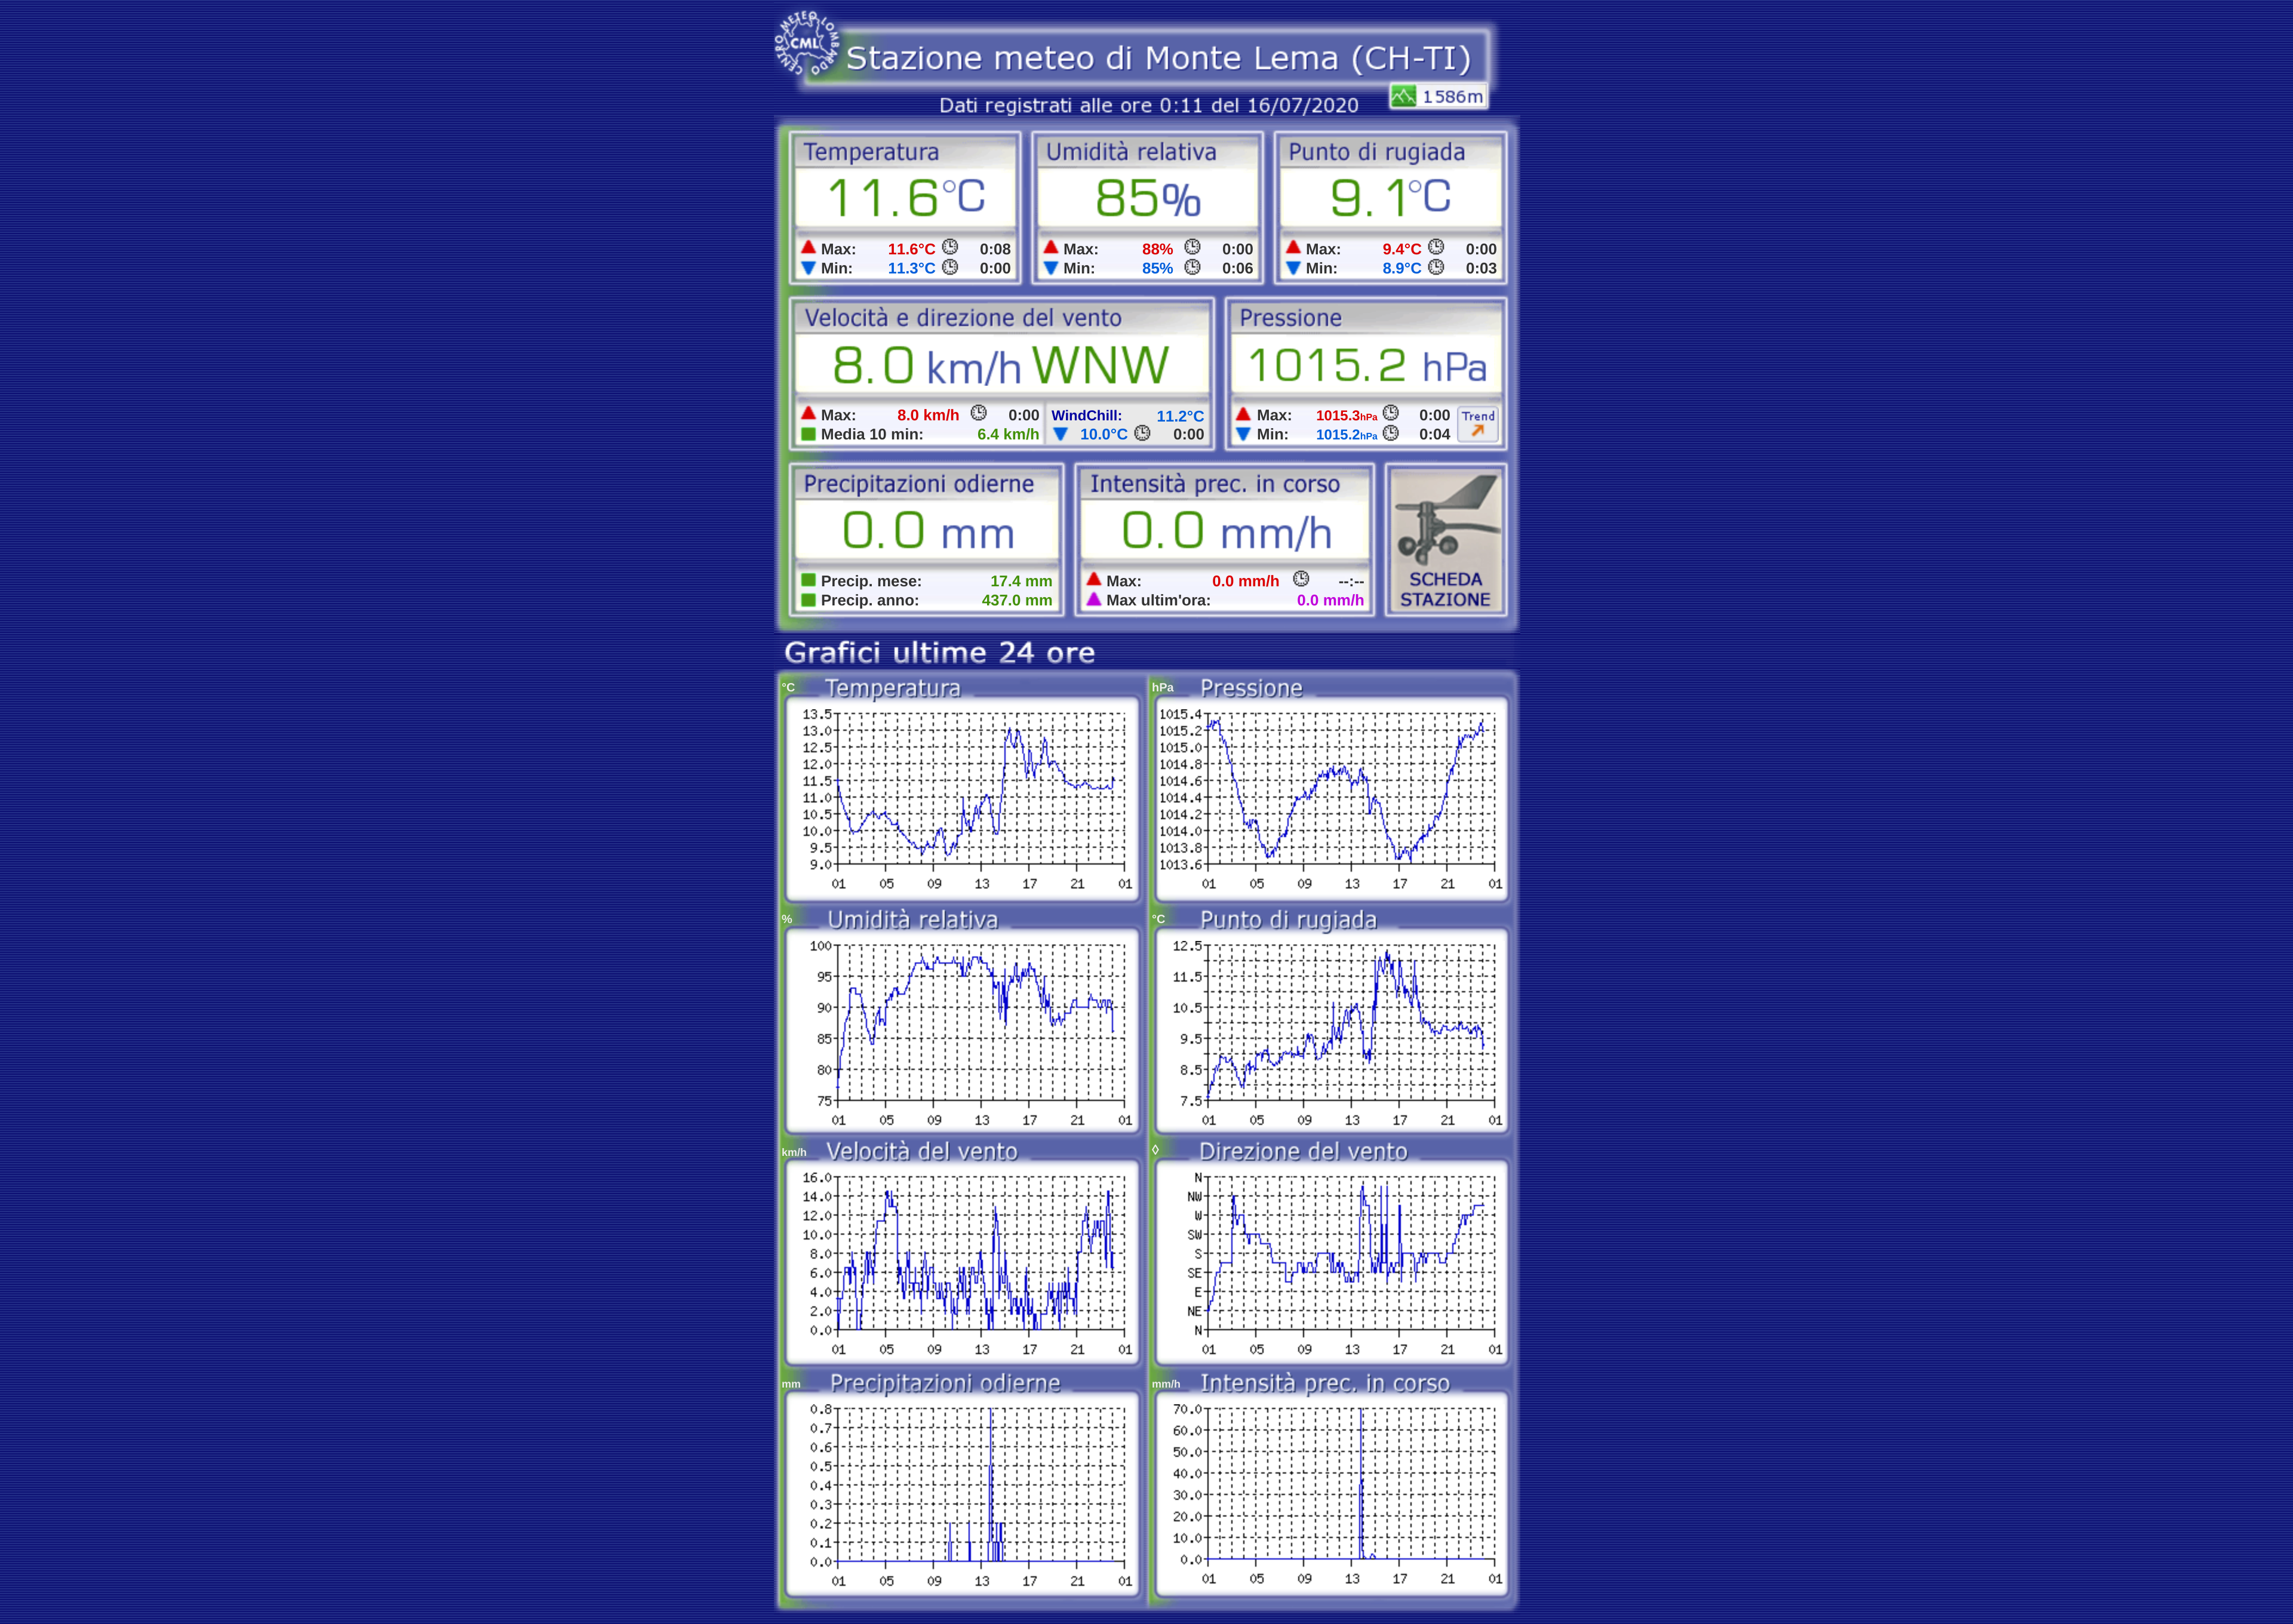 CENTRO METEO LOMBARDO
CML
Stazione meteo di Monte Lema (CH-TI)
1586m
Dati registrati alle ore 0:11 del 16/07/2020
Temperatura
11.6°C
Max: 11.6°C 0:08
Min: 11.3°C 0:00
Umidità relativa
85%
Max: 88% 0:00
Min: 85% 0:06
Punto di rugiada
9.1°C
Max: 9.4°C 0:00
Min: 8.9°C 0:03
Velocità e direzione del vento
8.0 km/h WNW
Max: 8.0 km/h 0:00
Media 10 min: 6.4 km/h
WindChill: 11.2°C
10.0°C 0:00
Pressione
1015.2 hPa
Max: 1015.3hPa 0:00
Min: 1015.2hPa 0:04
Trend
Precipitazioni odierne
0.0 mm
Precip. mese: 17.4 mm
Precip. anno: 437.0 mm
Intensità prec. in corso
0.0 mm/h
Max: 0.0 mm/h --:--
Max ultim'ora: 0.0 mm/h
SCHEDA
STAZIONE
Grafici ultime 24 ore
°C Temperatura
13.5
13.0
12.5
12.0
11.5
11.0
10.5
10.0
9.5
9.0
01 05 09 13 17 21 01
hPa Pressione
1015.4
1015.2
1015.0
1014.8
1014.6
1014.4
1014.2
1014.0
1013.8
1013.6
01 05 09 13 17 21 01
% Umidità relativa
100
95
90
85
80
75
01 05 09 13 17 21 01
°C Punto di rugiada
12.5
11.5
10.5
9.5
8.5
7.5
01 05 09 13 17 21 01
km/h Velocità del vento
16.0
14.0
12.0
10.0
8.0
6.0
4.0
2.0
0.0
01 05 09 13 17 21 01
◊ Direzione del vento
N
NW
W
SW
S
SE
E
NE
N
01 05 09 13 17 21 01
mm Precipitazioni odierne
0.8
0.7
0.6
0.5
0.4
0.3
0.2
0.1
0.0
01 05 09 13 17 21 01
mm/h Intensità prec. in corso
70.0
60.0
50.0
40.0
30.0
20.0
10.0
0.0
01 05 09 13 17 21 01